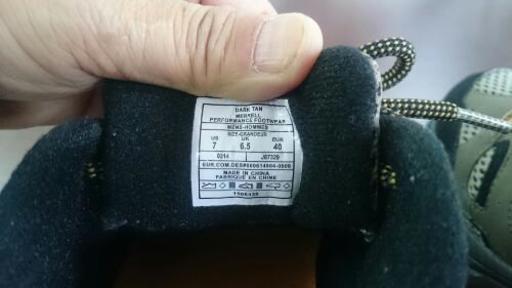 DARK TAN
MERRELL
PERFORMANCE FOOTWEAR
MENS-HOMMES
SIZE-GRANDEUR
US UK EUR
7 6.5 40
0214 J87329
MADE IN CHINA
FABRIQUE EN CHINE